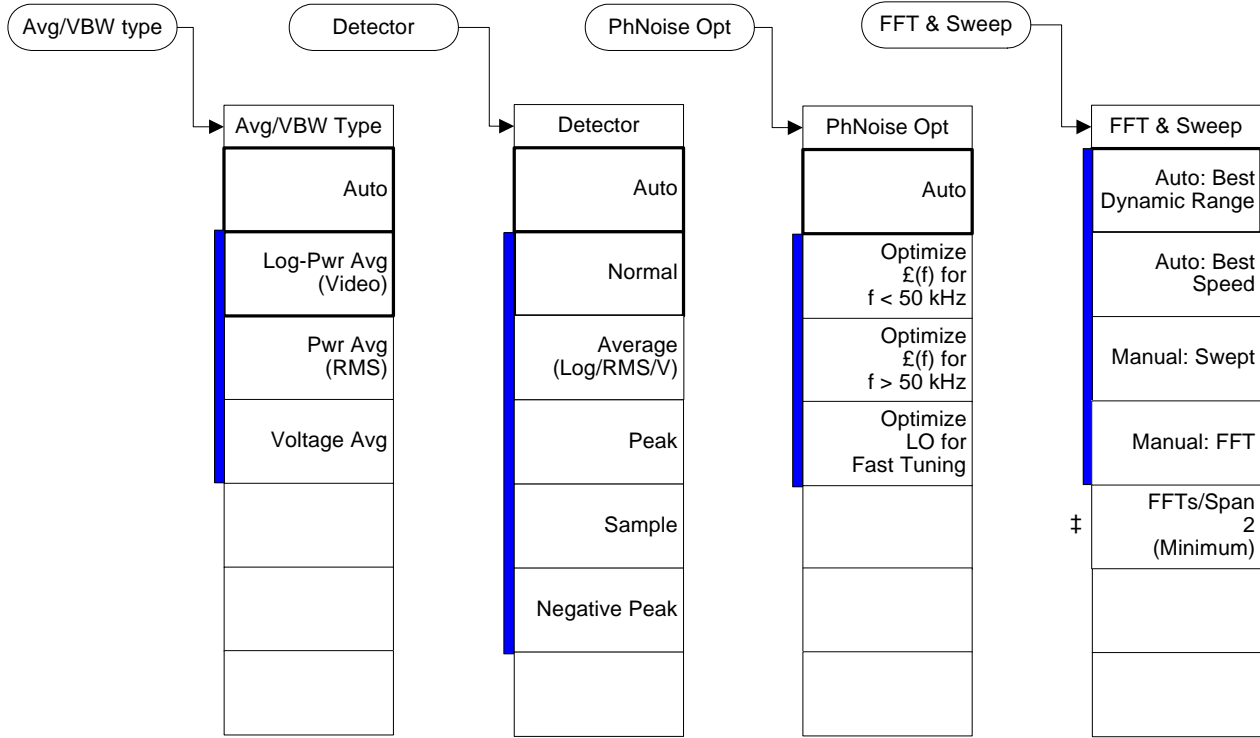 Avg/VBW type
Detector
PhNoise Opt
FFT & Sweep
Avg/VBW Type
Auto
Log-Pwr Avg
(Video)
Pwr Avg
(RMS)
Voltage Avg
Detector
Auto
Normal
Average
(Log/RMS/V)
Peak
Sample
Negative Peak
PhNoise Opt
Auto
Optimize
£(f) for
f < 50 kHz
Optimize
£(f) for
f > 50 kHz
Optimize
LO for
Fast Tuning
FFT & Sweep
Auto: Best
Dynamic Range
Auto: Best
Speed
Manual: Swept
Manual: FFT
‡
FFTs/Span
2
(Minimum)